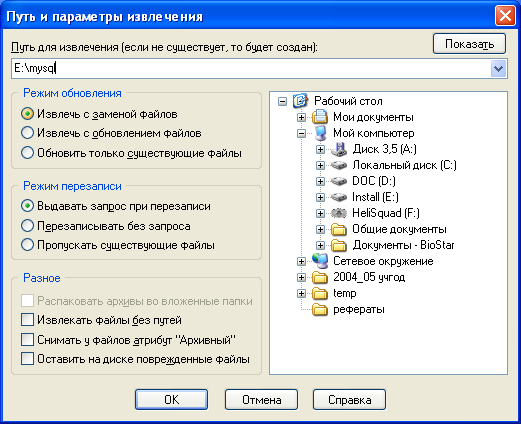 Путь и параметры извлечения
Путь для извлечения (если не существует, то будет создан):
Показать
E:\mysql
Режим обновления
Извлечь с заменой файлов
Извлечь с обновлением файлов
Обновить только существующие файлы
Режим перезаписи
Выдавать запрос при перезаписи
Перезаписывать без запроса
Пропускать существующие файлы
Разное
Распаковать архивы во вложенные папки
Извлекать файлы без путей
Снимать у файлов атрибут "Архивный"
Оставить на диске поврежденные файлы
Рабочий стол
Мои документы
Мой компьютер
Диск 3,5 (A:)
Локальный диск (C:)
DOC (D:)
Install (E:)
HeliSquad (F:)
Общие документы
Документы - BioStar
Сетевое окружение
2004_05 учгод
temp
рефераты
OK
Отмена
Справка